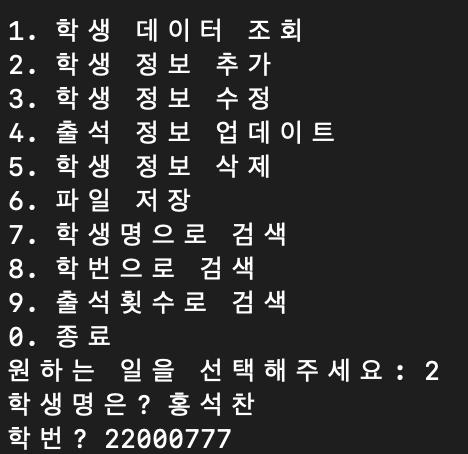 1. 학생 데이터 조회
2. 학생 정보 추가
3. 학생 정보 수정
4. 출석 정보 업데이트
5. 학생 정보 삭제
6. 파일 저장
7. 학생명으로 검색
8. 학번으로 검색
9. 출석횟수로 검색
0. 종료
원하는 일을 선택해주세요: 2
학생명은? 홍석찬
학번? 22000777